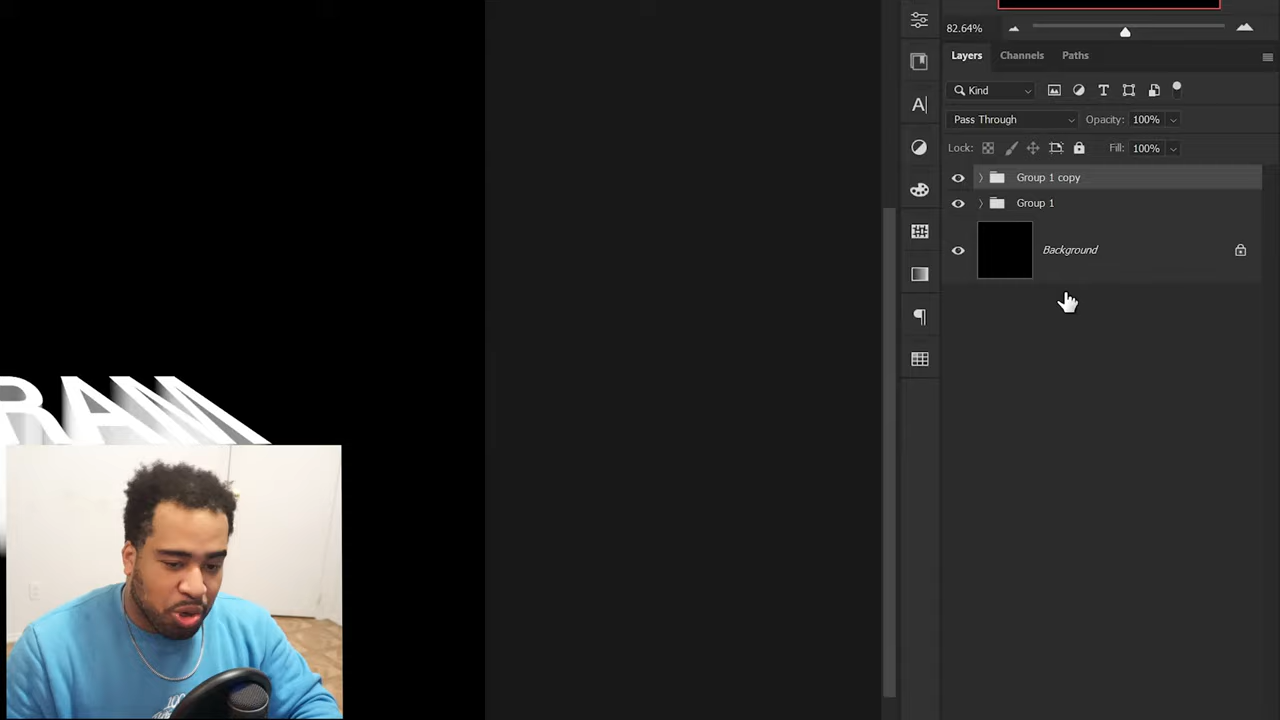 82.64%
Layers Channels Paths
Kind
Pass Through Opacity: 100%
Lock: Fill: 100%
Group 1 copy
Group 1
Background
RAM